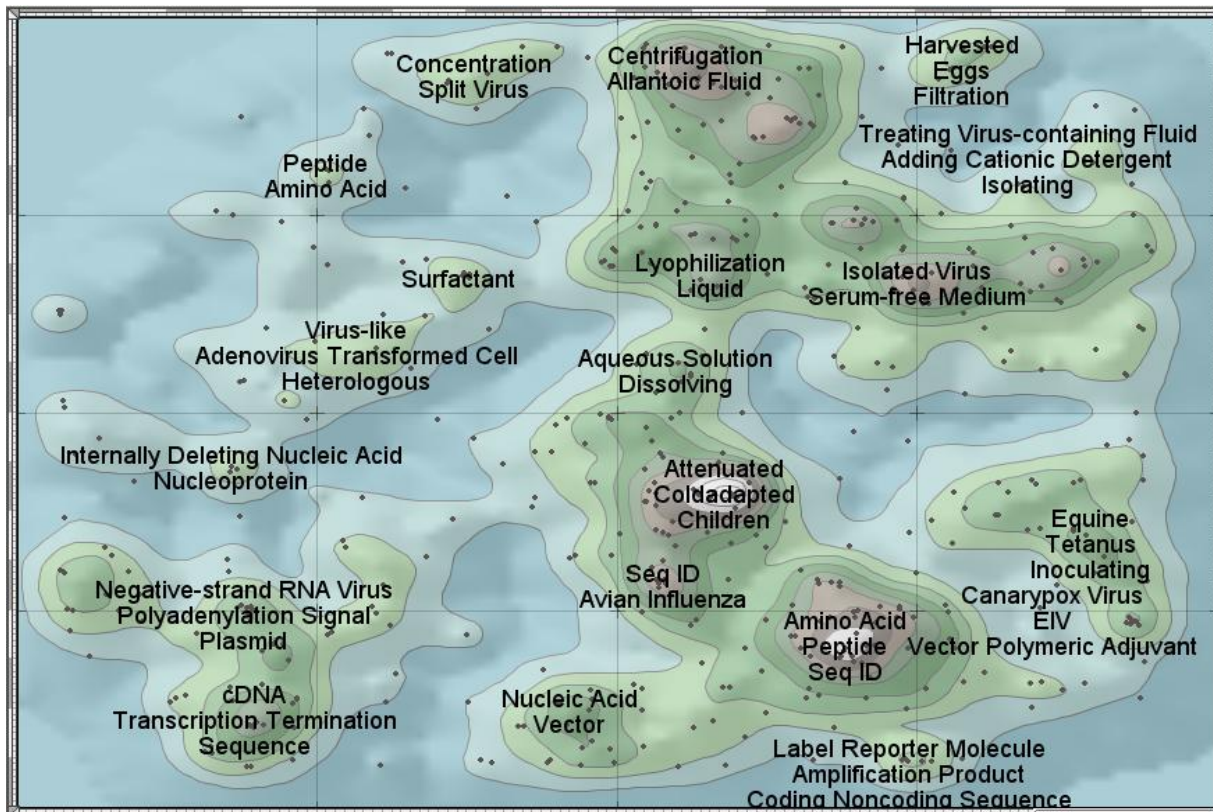 Concentration
Split Virus
Centrifugation
Allantoic Fluid
Harvested
Eggs
Filtration
Peptide
Amino Acid
Treating Virus-containing Fluid
Adding Cationic Detergent
Isolating
Surfactant
Lyophilization
Liquid
Isolated Virus
Serum-free Medium
Virus-like
Adenovirus Transformed Cell
Heterologous
Aqueous Solution
Dissolving
Internally Deleting Nucleic Acid
Nucleoprotein
Attenuated
Coldadapted
Children
Equine
Tetanus
Inoculating
Canarypox Virus
EIV
Vector Polymeric Adjuvant
Seq ID
Avian Influenza
Negative-strand RNA Virus
Polyadenylation Signal
Plasmid
Amino Acid
Peptide
Seq ID
cDNA
Transcription Termination
Sequence
Nucleic Acid
Vector
Label Reporter Molecule
Amplification Product
Coding Noncoding Sequence